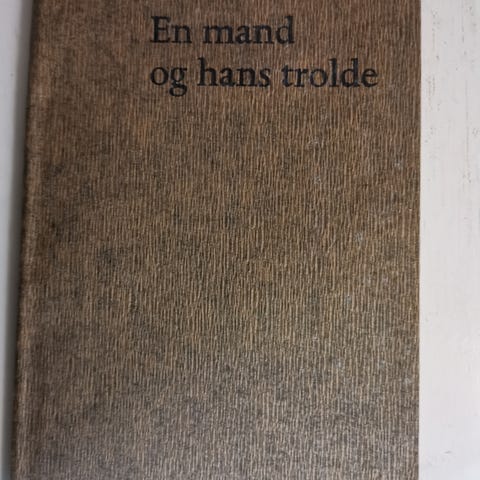 En mand
og hans trolde